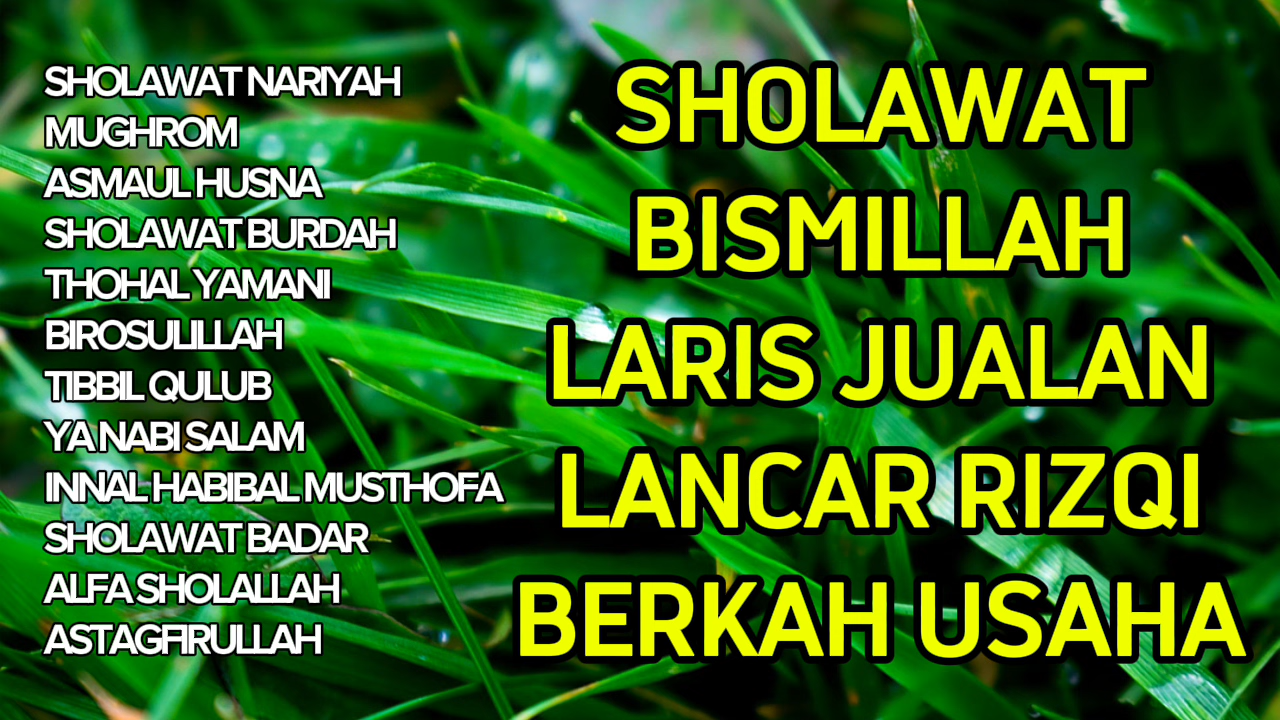 SHOLAWAT NARIYAH
MUGHROM
ASMAUL HUSNA
SHOLAWAT BURDAH
THOHAL YAMANI
BIROSULILLAH
TIBBIL QULUB
YA NABI SALAM
INNAL HABIBAL MUSTHOFA
SHOLAWAT BADAR
ALFA SHOLALLAH
ASTAGFIRULLAH
SHOLAWAT
BISMILLAH
LARIS JUALAN
LANCAR RIZQI
BERKAH USAHA